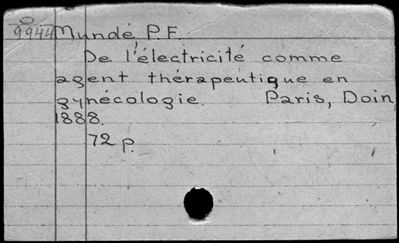 9944 Mundé P.F.
De l'électricité comme
agent thérapeutique en
gynécologie. Paris, Doin,
1888.
72 p.